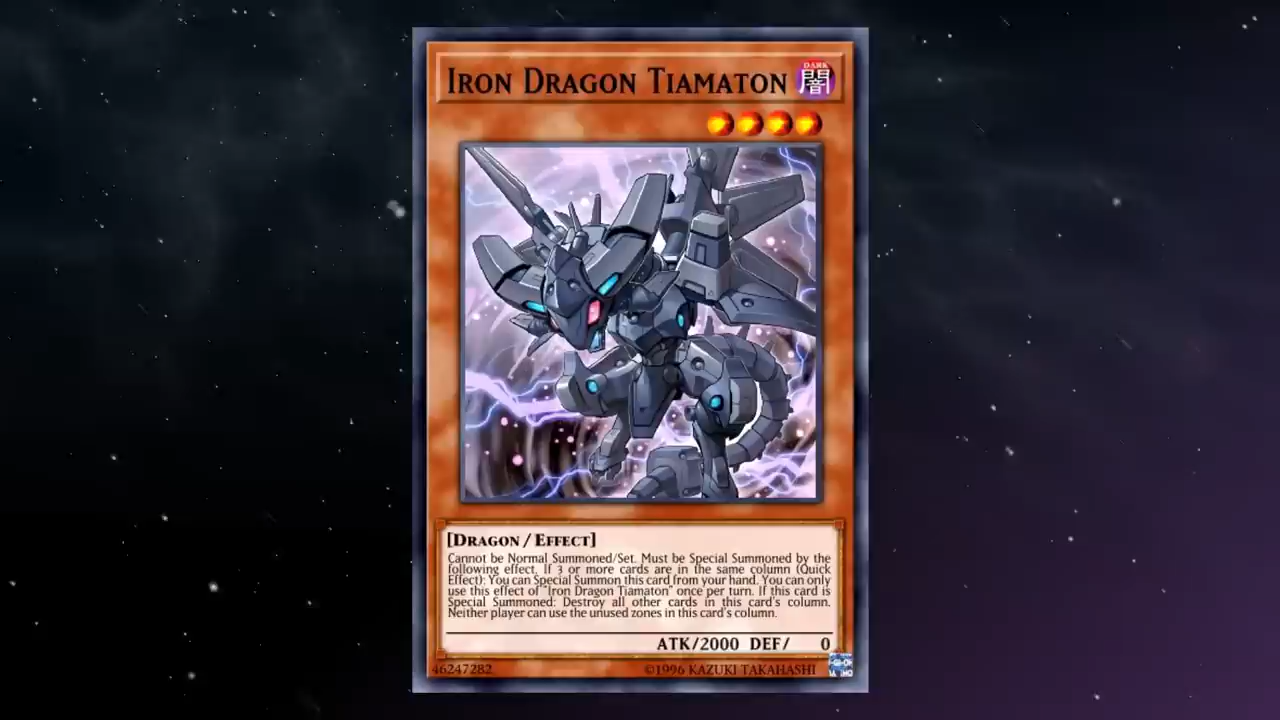 IRON DRAGON TIAMATON
DARK
闇
[DRAGON / EFFECT]
Cannot be Normal Summoned/Set. Must be Special Summoned by the
following effect. If 3 or more cards are in the same column (Quick
Effect): You can Special Summon this card from your hand. You can only
use this effect of "Iron Dragon Tiamaton" once per turn. If this card is
Special Summoned: Destroy all other cards in this card's column.
Neither player can use the unused zones in this card's column.
ATK/2000 DEF/ 0
46247282
©1996 KAZUKI TAKAHASHI